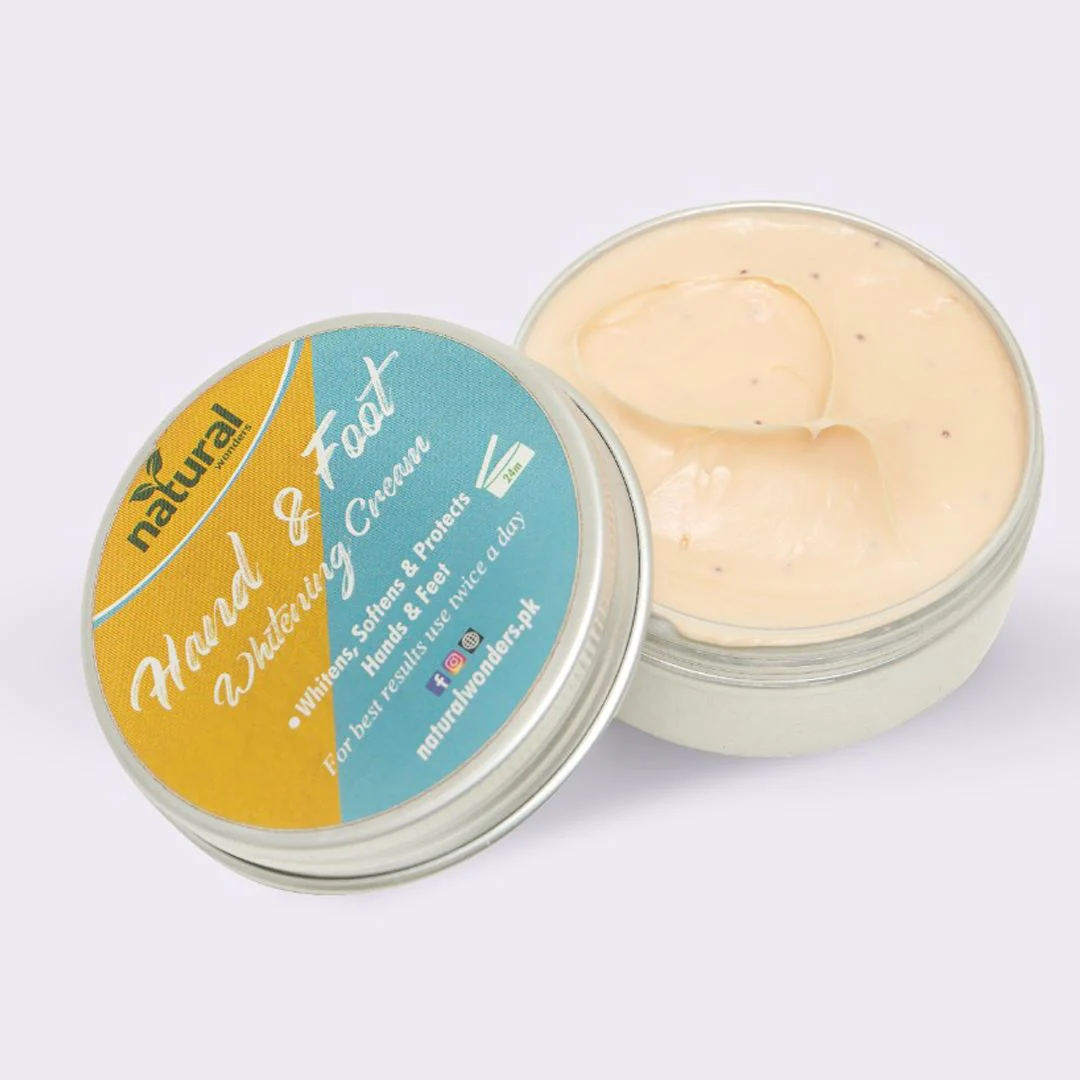 natural
wonders
Hand & Foot
Whitening Cream
24m
• Whitens, Softens & Protects
Hands & Feet
For best results use twice a day
naturalwonders.pk